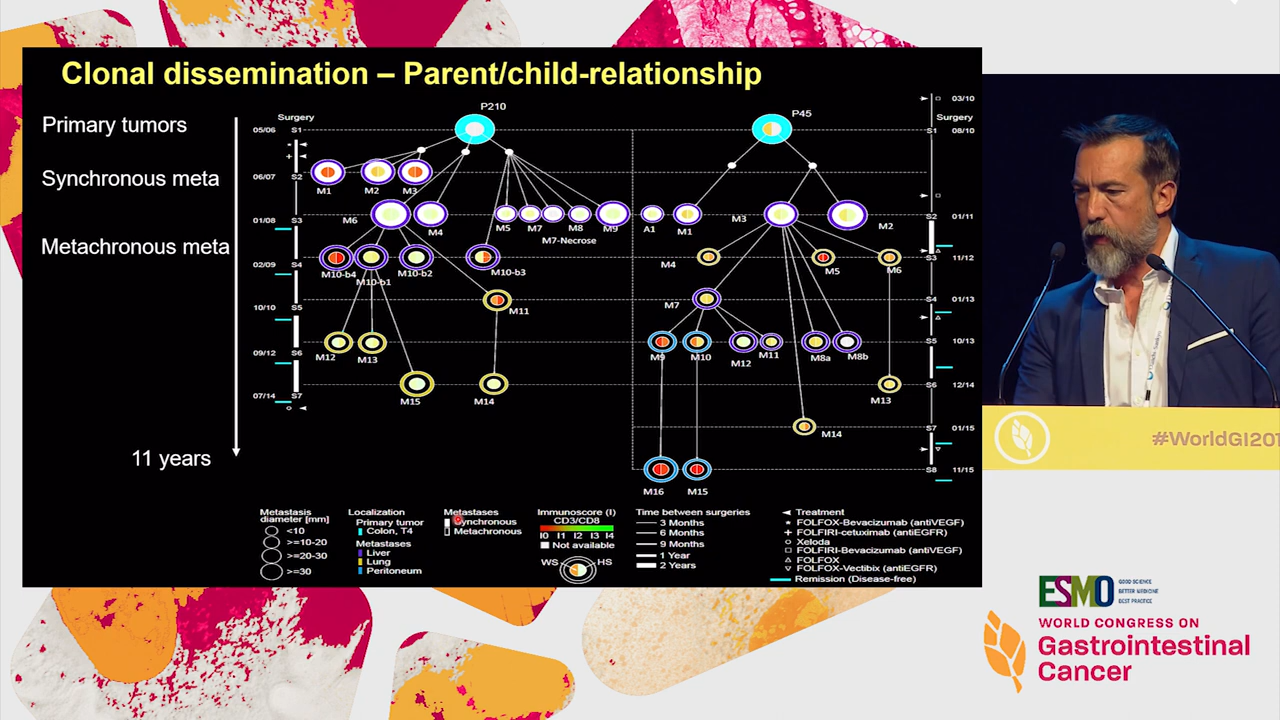 Clonal dissemination – Parent/child-relationship
Primary tumors
Synchronous meta
Metachronous meta
11 years
Surgery
P210
P45
03/10
Surgery
05/06
S1
S1
08/10
06/07
S2
M1
M2
M3
01/08
S3
M6
M4
M5
M7
M8
M9
M7-Necrose
A1
M1
M3
M2
S2
01/11
02/09
S4
M10-b4
M10-b1
M10-b2
M10-b3
M4
M5
M6
S3
11/12
10/10
S5
M11
M7
S4
01/13
09/12
S6
M12
M13
M9
M10
M12
M11
M8a
M8b
S5
10/13
07/14
S7
M15
M14
M13
S6
12/14
M14
S7
01/15
M16
M15
S8
11/15
Metastasis
diameter [mm]
<10
>=10-20
>=20-30
>=30
Localization
Primary tumor
Colon, T4
Metastases
Liver
Lung
Peritoneum
Metastases
Synchronous
Metachronous
Immunoscore (I)
CD3/CD8
I0 I1 I2 I3 I4
Not available
WS
HS
Time between surgeries
3 Months
6 Months
9 Months
1 Year
2 Years
Treatment
FOLFOX-Bevacizumab (antiVEGF)
FOLFIRI-cetuximab (antiEGFR)
Xeloda
FOLFIRI-Bevacizumab (antiVEGF)
FOLFOX
FOLFOX-Vectibix (antiEGFR)
Remission (Disease-free)
#WorldGI201
ESMO
GOOD SCIENCE
BETTER MEDICINE
BEST PRACTICE
WORLD CONGRESS ON
Gastrointestinal
Cancer